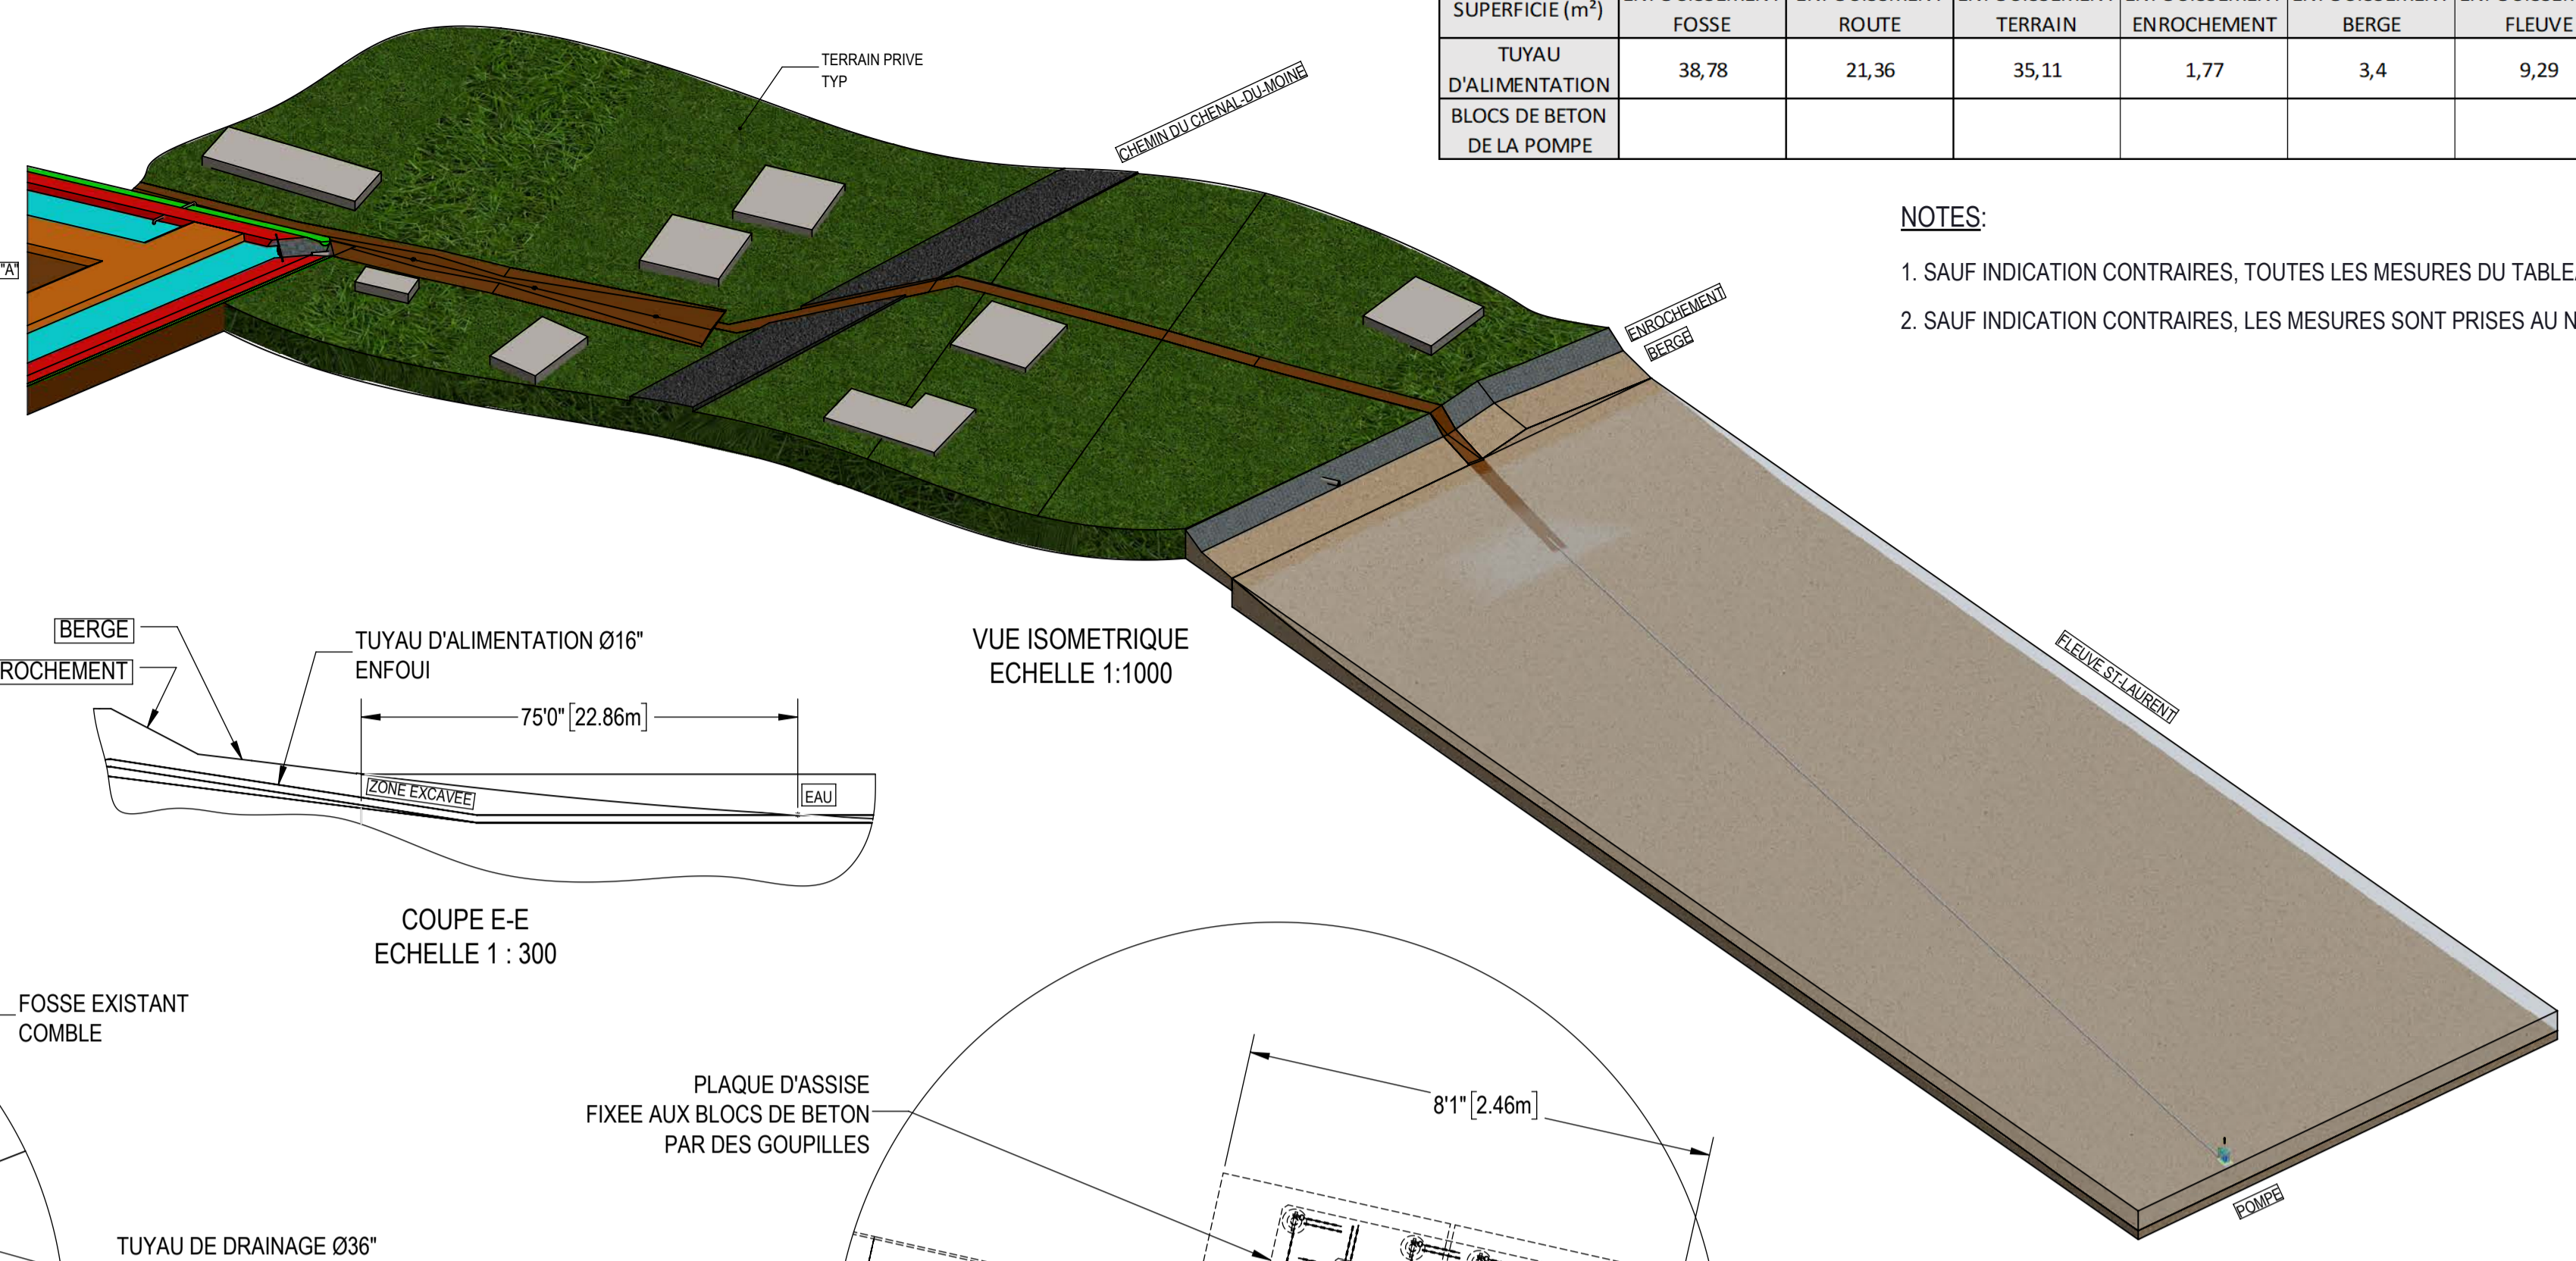 SUPERFICIE (m²)
FOSSE
ROUTE
TERRAIN
ENROCHEMENT
BERGE
FLEUVE
TUYAU
D'ALIMENTATION
38,78
21,36
35,11
1,77
3,4
9,29
BLOCS DE BETON
DE LA POMPE
TERRAIN PRIVE
TYP
CHEMIN DU CHENAL-DU-MOINE
"A"
NOTES:
1. SAUF INDICATION CONTRAIRES, TOUTES LES MESURES DU TABLEA
2. SAUF INDICATION CONTRAIRES, LES MESURES SONT PRISES AU N
ENROCHEMENT
BERGE
FLEUVE ST-LAURENT
POMPE
VUE ISOMETRIQUE
ECHELLE 1:1000
BERGE
ROCHEMENT
TUYAU D'ALIMENTATION Ø16"
ENFOUI
75'0" [22.86m]
ZONE EXCAVEE
EAU
COUPE E-E
ECHELLE 1 : 300
FOSSE EXISTANT
COMBLE
PLAQUE D'ASSISE
FIXEE AUX BLOCS DE BETON
PAR DES GOUPILLES
8'1" [2.46m]
TUYAU DE DRAINAGE Ø36"